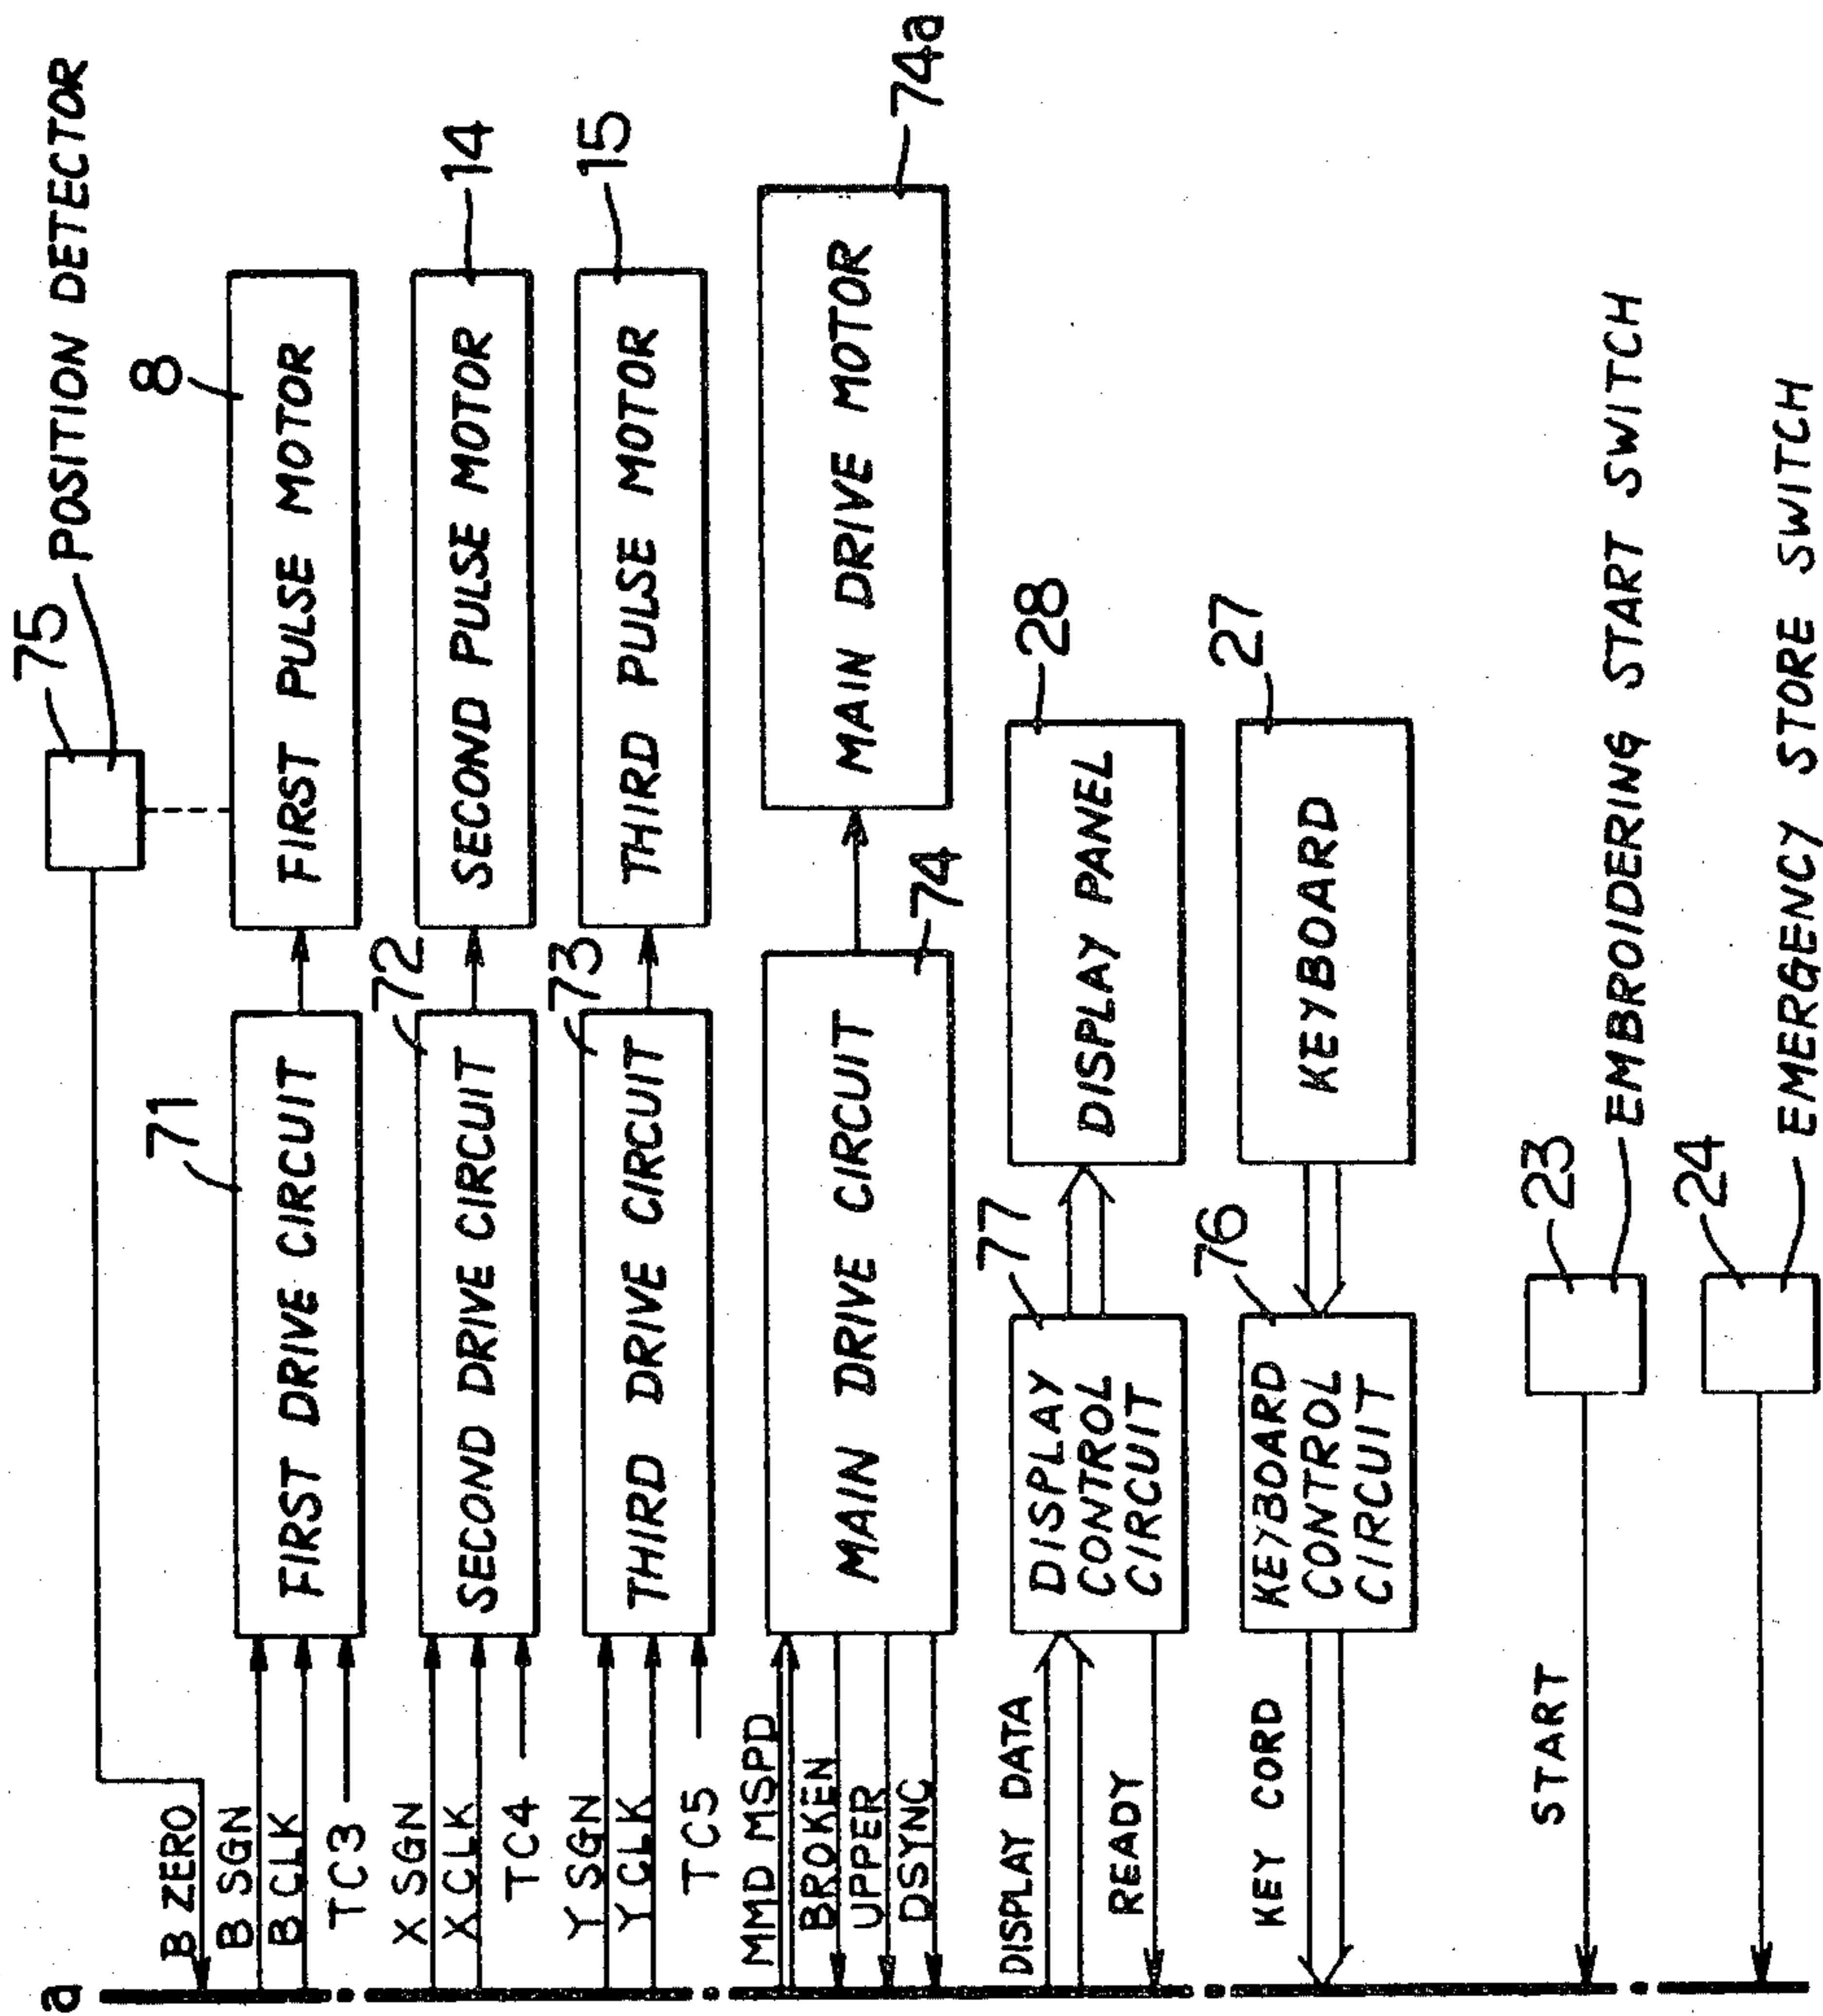 a
75
POSITION DETECTOR
B ZERO
B SGN
B CLK
TC3
71
FIRST DRIVE CIRCUIT
8
FIRST PULSE MOTOR
X SGN
X CLK
TC4
72
SECOND DRIVE CIRCUIT
SECOND PULSE MOTOR
14
Y SGN
Y CLK
TC5
73
THIRD DRIVE CIRCUIT
THIRD PULSE MOTOR
15
MMD MSPD
BROKEN
UPPER
DSYNC
MAIN DRIVE CIRCUIT
74
MAIN DRIVE MOTOR
74a
DISPLAY DATA
READY
77
DISPLAY
CONTROL
CIRCUIT
28
DISPLAY PANEL
KEY CORD
76
KEYBOARD
CONTROL
CIRCUIT
27
KEYBOARD
START
23
EMBROIDERING START SWITCH
24
EMERGENCY STORE SWITCH